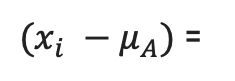 (xᵢ − μ_A) =